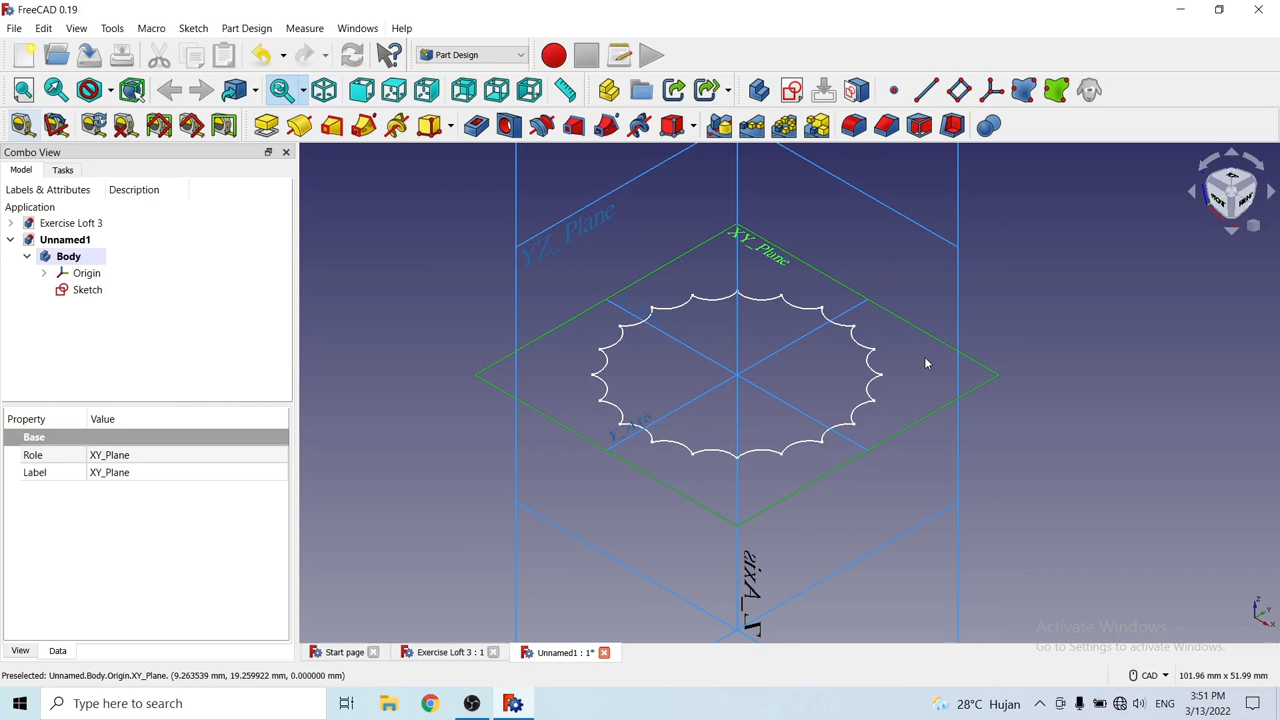 FreeCAD 0.19
File Edit View Tools Macro Sketch Part Design Measure Windows Help
Part Design
Combo View
Model Tasks
Labels & Attributes Description
Application
Exercise Loft 3
Unnamed1
Body
Origin
Sketch
Property Value
Base
Role XY_Plane
Label XY_Plane
View Data
YZ_Plane
XY_Plane
Y_Axis
Z_Axis
FRONT
RIGHT
Z
Y
X
Activate Windows
Go to Settings to activate Windows.
Start page Exercise Loft 3 : 1 Unnamed1 : 1*
Preselected: Unnamed.Body.Origin.XY_Plane. (9.263539 mm, 19.259922 mm, 0.000000 mm)
CAD 101.96 mm x 51.99 mm
Type here to search
28°C Hujan
ENG
3:51 PM
3/13/2022